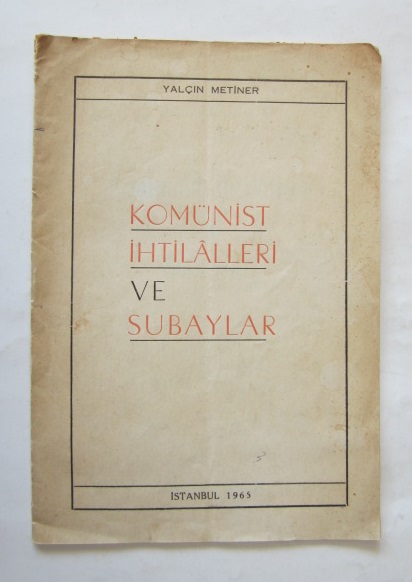 YALÇIN METİNER
KOMÜNİST
İHTİLÂLLERİ
VE
SUBAYLAR
İSTANBUL 1965